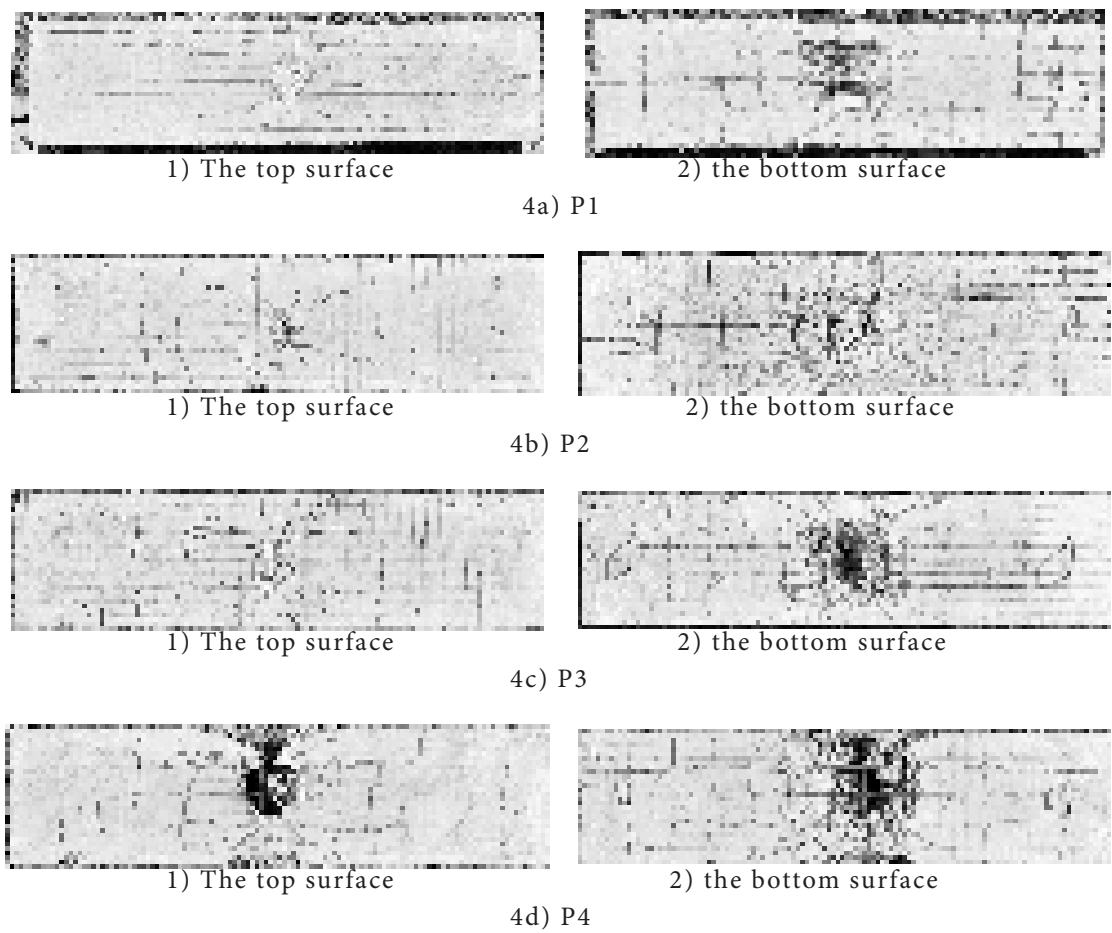 1) The top surface
2) the bottom surface
4a) P1
1) The top surface
2) the bottom surface
4b) P2
1) The top surface
2) the bottom surface
4c) P3
1) The top surface
2) the bottom surface
4d) P4